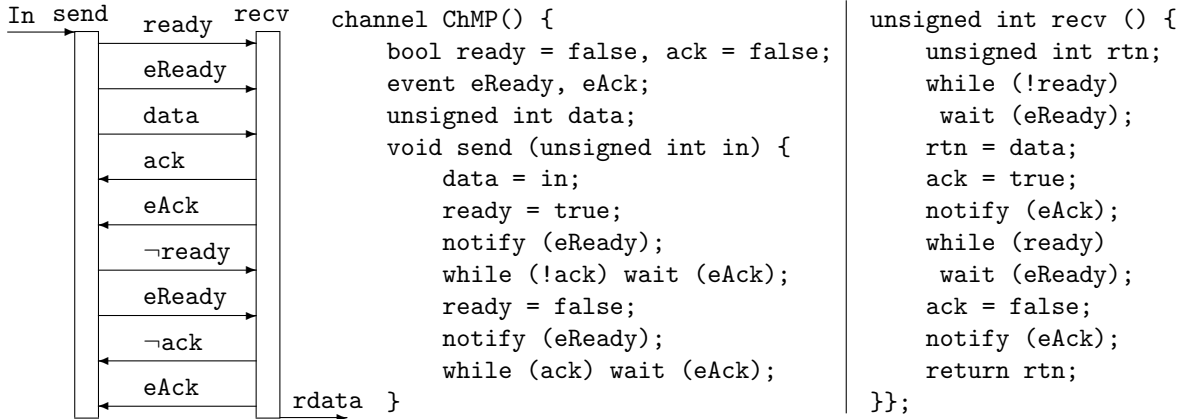 In send recv
ready
eReady
data
ack
eAck
¬ready
eReady
¬ack
eAck
rdata
channel ChMP() {
bool ready = false, ack = false;
event eReady, eAck;
unsigned int data;
void send (unsigned int in) {
data = in;
ready = true;
notify (eReady);
while (!ack) wait (eAck);
ready = false;
notify (eReady);
while (ack) wait (eAck);
}
unsigned int recv () {
unsigned int rtn;
while (!ready)
wait (eReady);
rtn = data;
ack = true;
notify (eAck);
while (ready)
wait (eReady);
ack = false;
notify (eAck);
return rtn;
}};